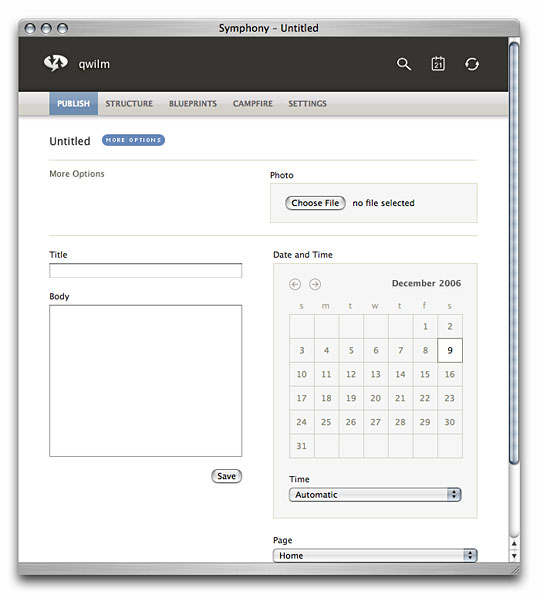 Symphony – Untitled
qwilm
21
PUBLISH STRUCTURE BLUEPRINTS CAMPFIRE SETTINGS
Untitled MORE OPTIONS
More Options
Photo
Choose File no file selected
Title
Body
Save
Date and Time
December 2006
s m t w t f s
1 2
3 4 5 6 7 8 9
10 11 12 13 14 15 16
17 18 19 20 21 22 23
24 25 26 27 28 29 30
31
Time
Automatic
Page
Home